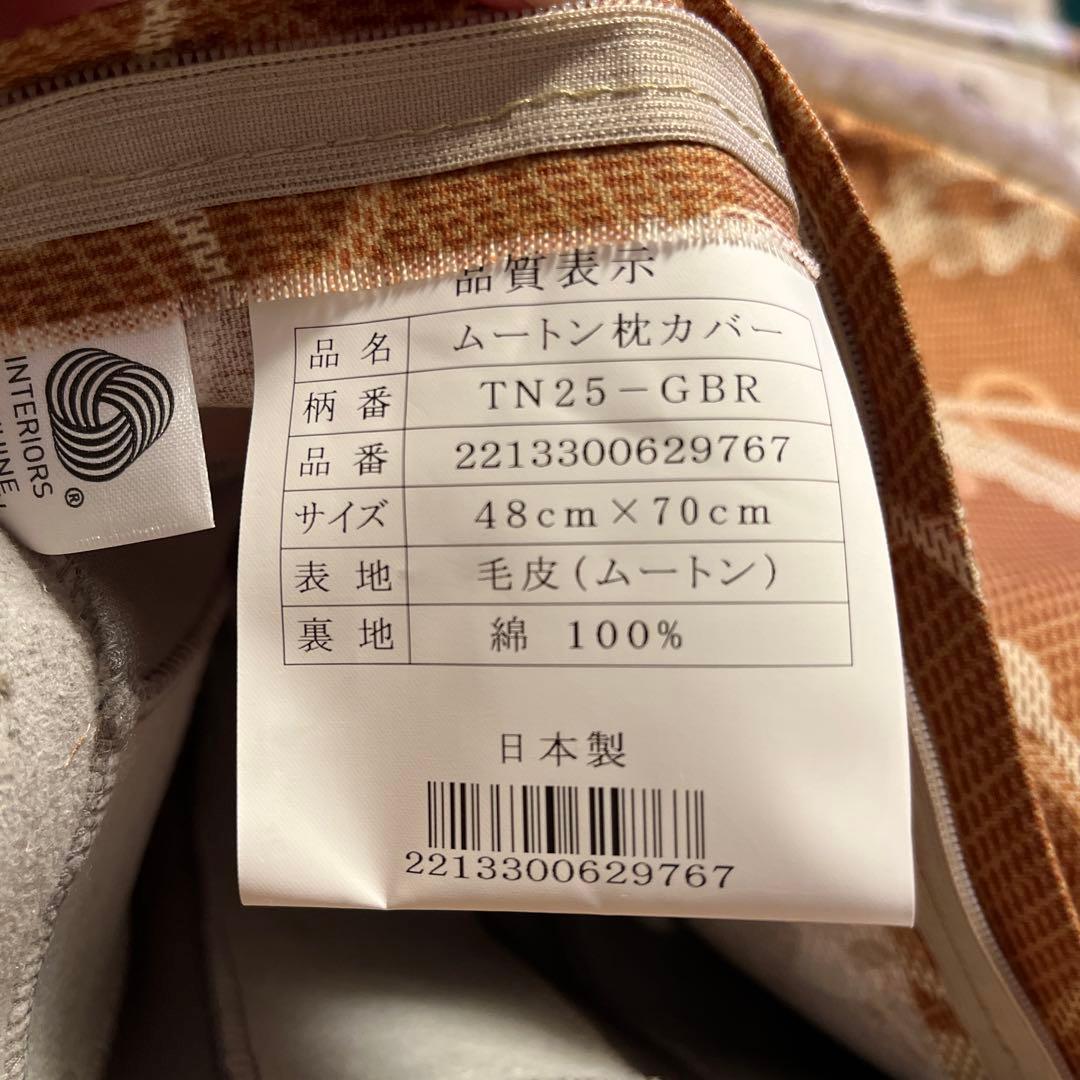 品質表示
品名 ムートン枕カバー
柄番 TN25-GBR
品番 2213300629767
サイズ 48cm×70cm
表地 毛皮(ムートン)
裏地 綿 100%
日本製
2213300629767
INTERIORS
®